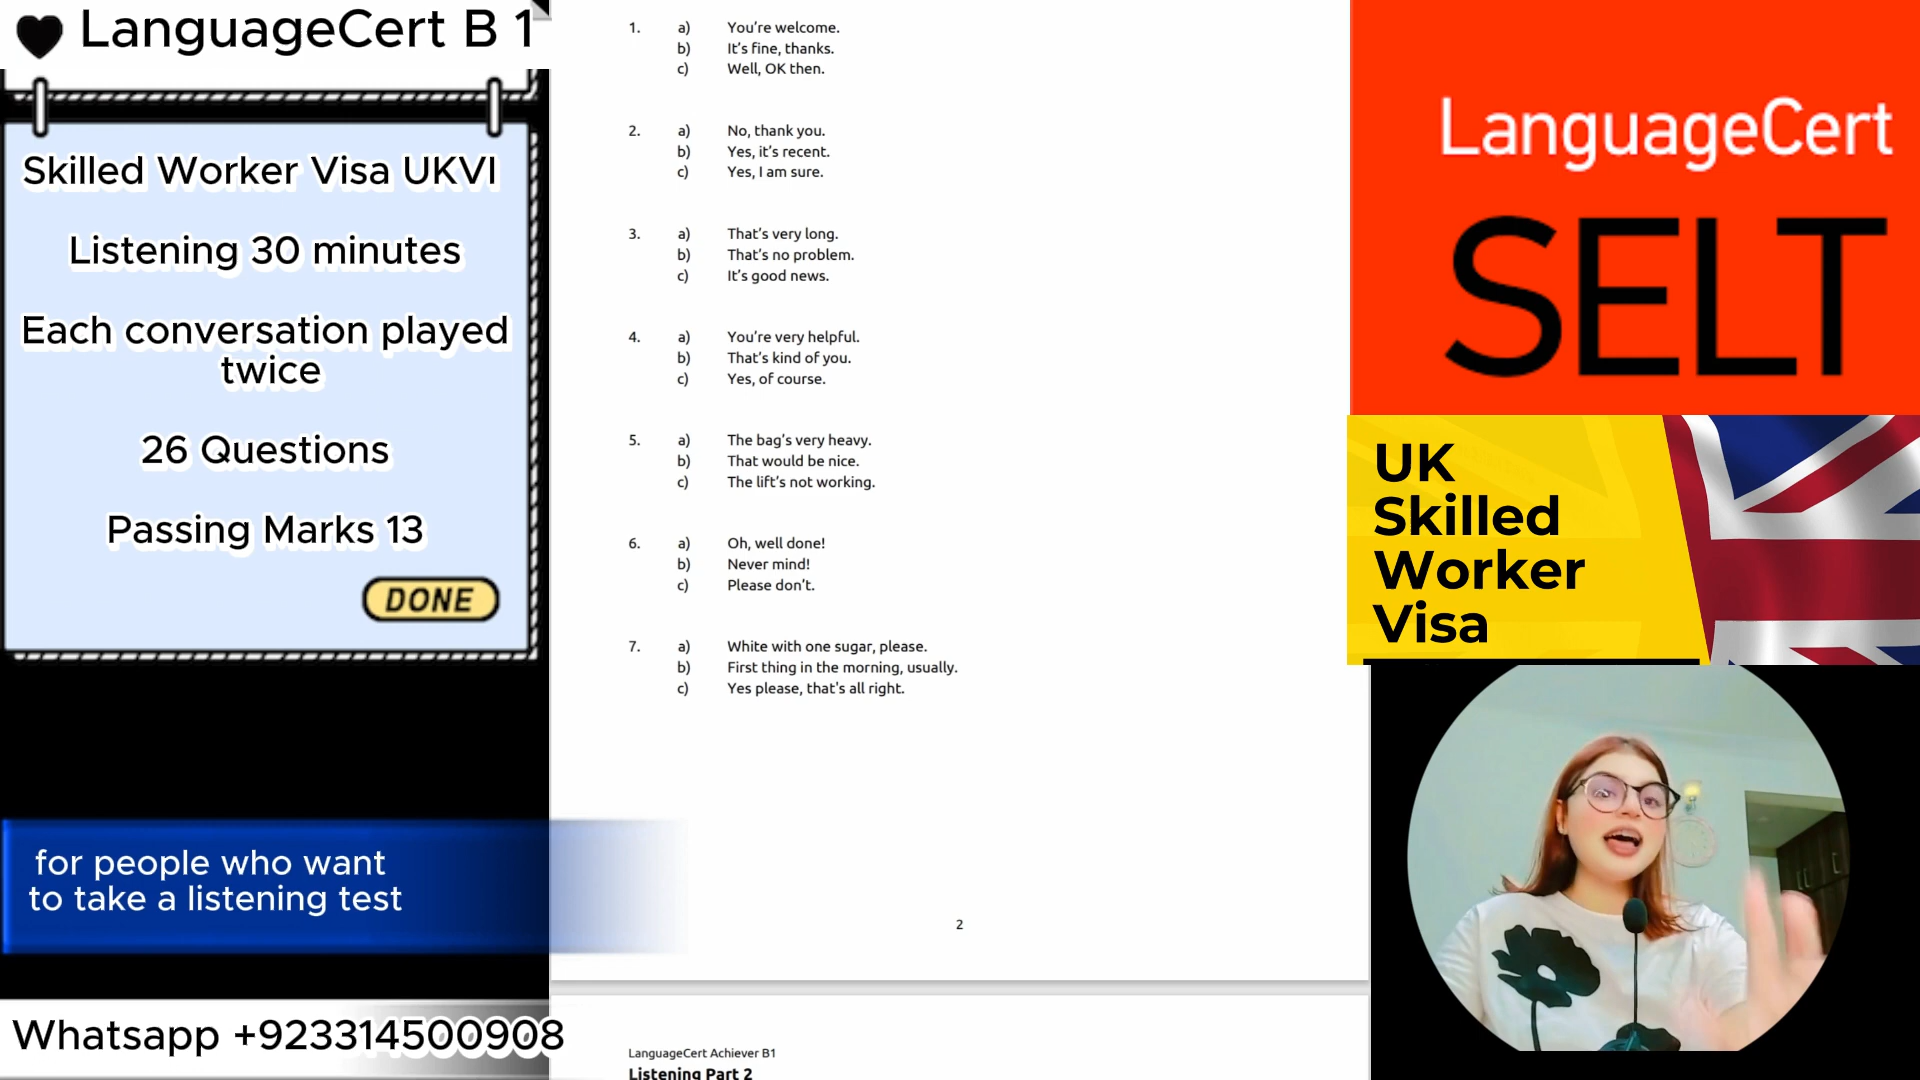 LanguageCert B 1
Skilled Worker Visa UKVI
Listening 30 minutes
Each conversation played
twice
26 Questions
Passing Marks 13
DONE
for people who want
to take a listening test
Whatsapp +923314500908
1. a) You’re welcome.
b) It’s fine, thanks.
c) Well, OK then.
2. a) No, thank you.
b) Yes, it’s recent.
c) Yes, I am sure.
3. a) That’s very long.
b) That’s no problem.
c) It’s good news.
4. a) You’re very helpful.
b) That’s kind of you.
c) Yes, of course.
5. a) The bag’s very heavy.
b) That would be nice.
c) The lift’s not working.
6. a) Oh, well done!
b) Never mind!
c) Please don’t.
7. a) White with one sugar, please.
b) First thing in the morning, usually.
c) Yes please, that's all right.
2
LanguageCert Achiever B1
Listening Part 2
LanguageCert
SELT
UK
Skilled
Worker
Visa